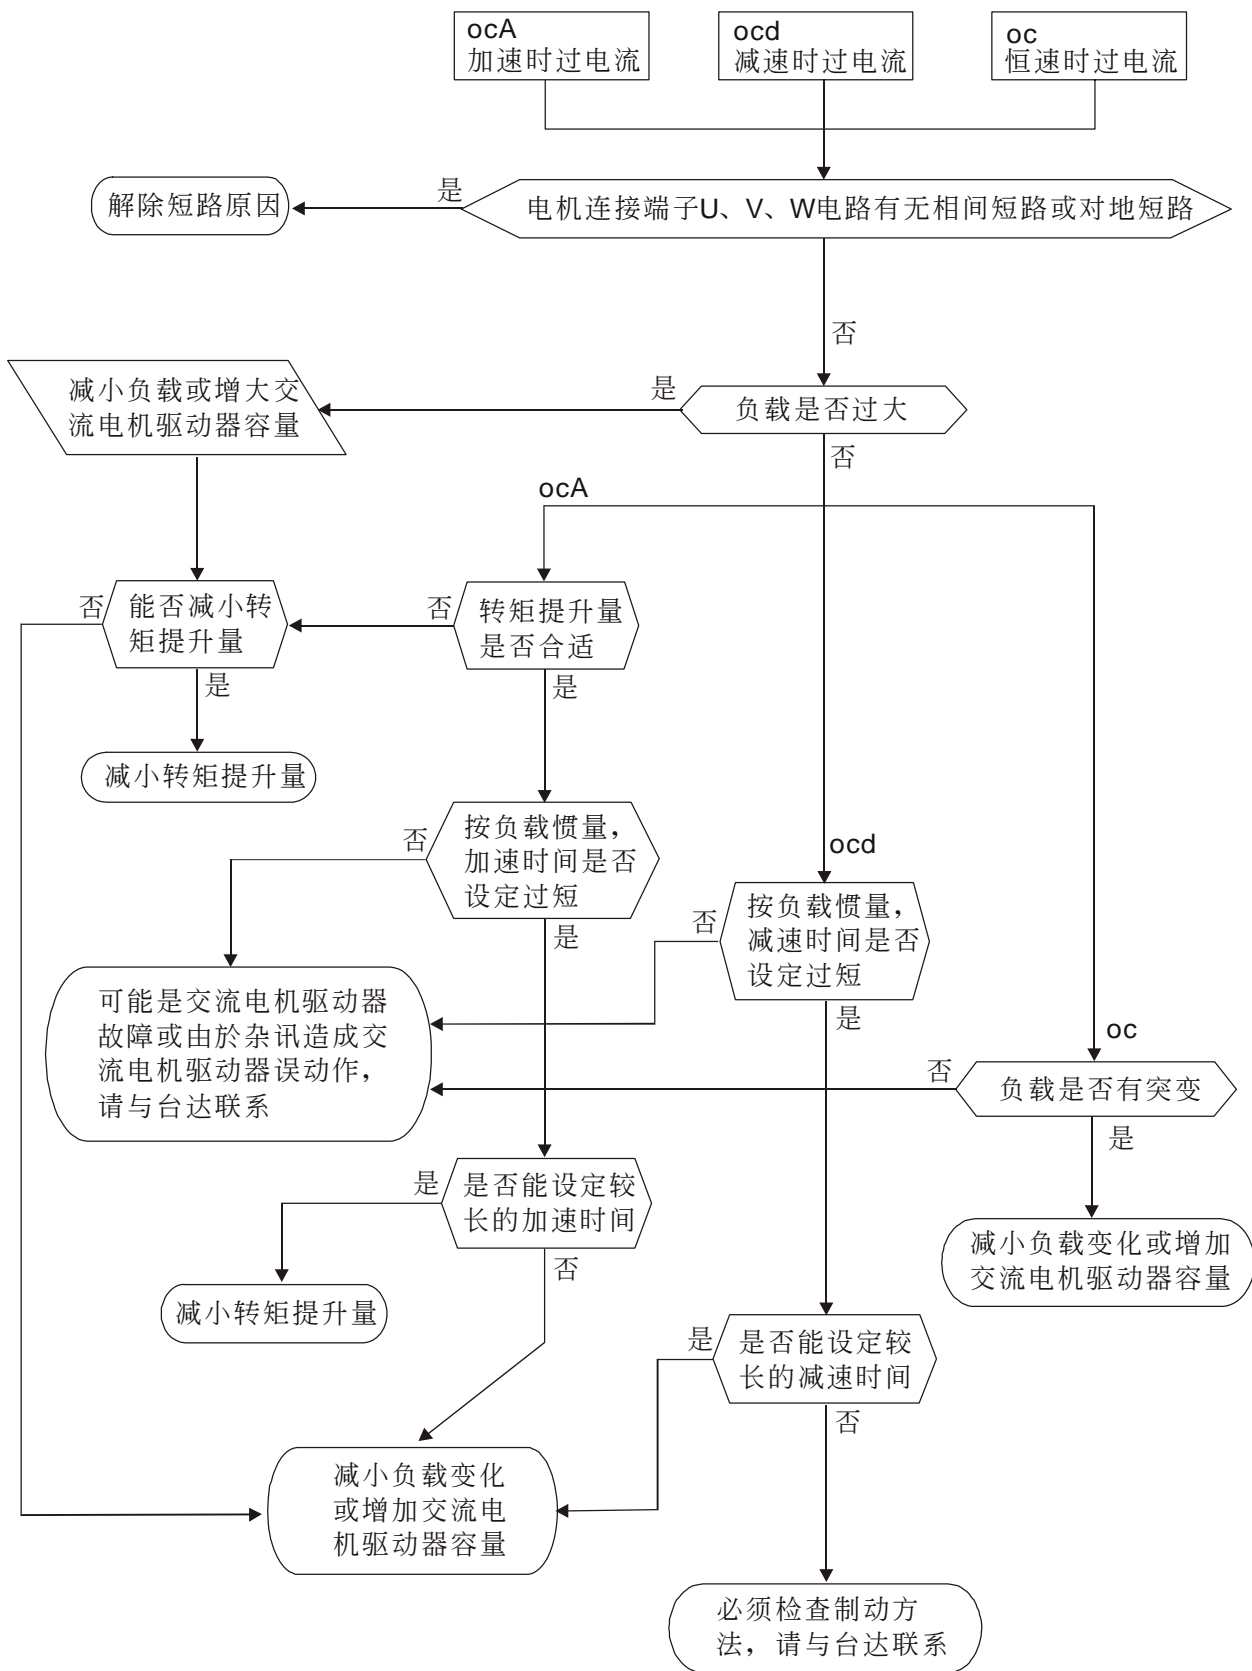 ocA
加速时过电流
ocd
减速时过电流
oc
恒速时过电流
是
解除短路原因
电机连接端子U、V、W电路有无相间短路或对地短路
否
是
减小负载或增大交
流电机驱动器容量
负载是否过大
否
ocA
否
能否减小转
矩提升量
否
转矩提升量
是否合适
是
是
减小转矩提升量
否
按负载惯量，
加速时间是否
设定过短
ocd
是
否
按负载惯量，
减速时间是否
设定过短
可能是交流电机驱动器
故障或由於杂讯造成交
流电机驱动器误动作，
请与台达联系
是
oc
否
负载是否有突变
是
是
是否能设定较
长的加速时间
否
减小负载变化或增加
交流电机驱动器容量
减小转矩提升量
是
是否能设定较
长的减速时间
否
减小负载变化
或增加交流电
机驱动器容量
必须检查制动方
法，请与台达联系